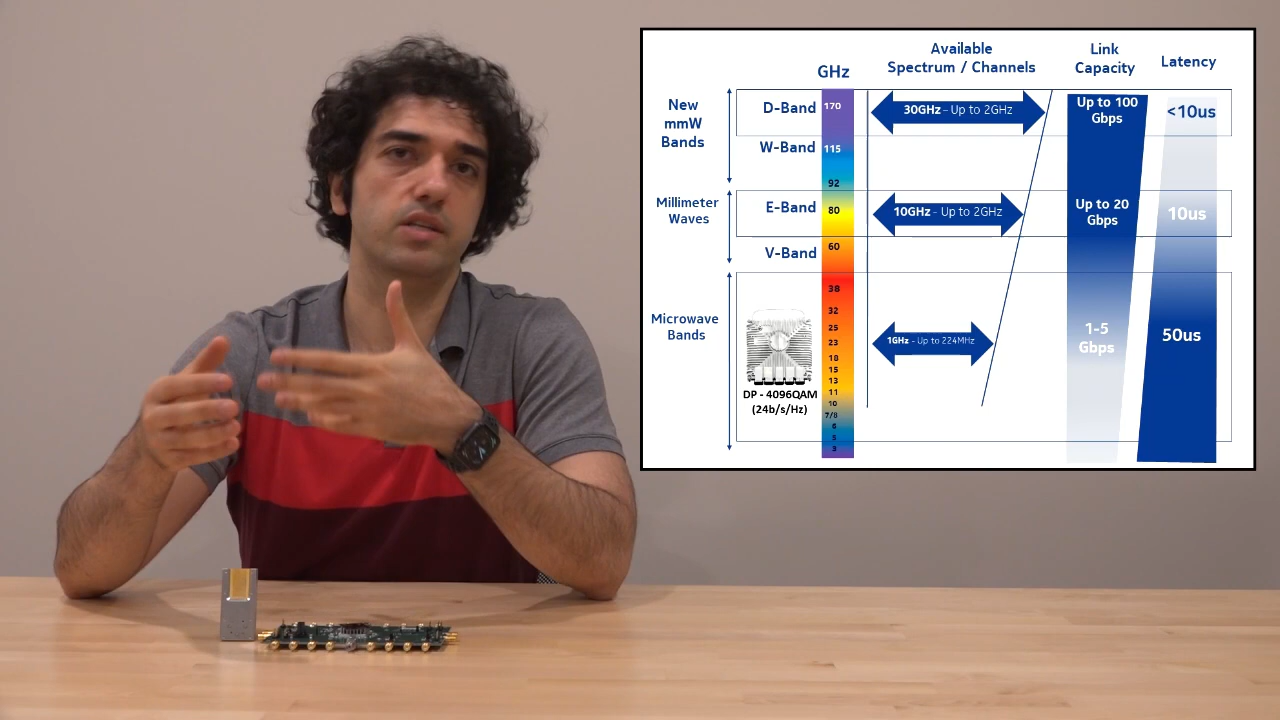 GHz
Available
Spectrum / Channels
Link
Capacity
Latency
New
mmW
Bands
D-Band
170
30GHz - Up to 2GHz
Up to 100
Gbps
<10us
W-Band
115
92
Millimeter
Waves
E-Band
80
10GHz - Up to 2GHz
Up to 20
Gbps
10us
V-Band
60
Microwave
Bands
38
32
25
23
18
15
13
11
10
7/8
6
5
3
1GHz - Up to 224MHz
1-5
Gbps
50us
DP - 4096QAM
(24b/s/Hz)